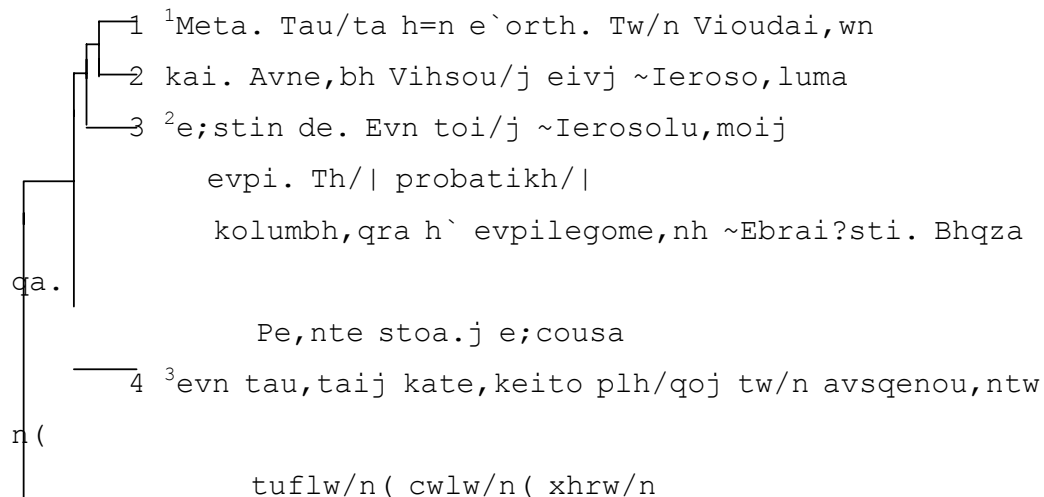 1 ¹Meta. Tau/ta h=n e`orth. Tw/n Vioudai,wn
2 kai. Avne,bh Vihsou/j eivj ~Ieroso,luma
3 ²e;stin de. Evn toi/j ~Ierosolu,moij
evpi. Th/| probatikh/|
kolumbh,qra h` evpilegome,nh ~Ebrai?sti. Bhqza
qa.
Pe,nte stoa.j e;cousa
4 ³evn tau,taij kate,keito plh/qoj tw/n avsqenou,ntw
n(
tuflw/n( cwlw/n( xhrw/n